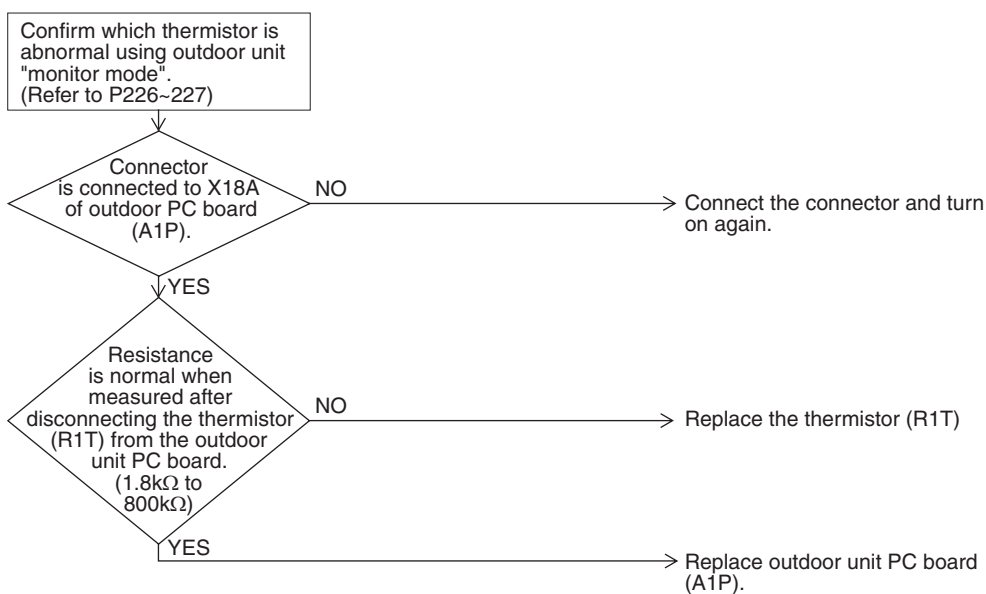 Confirm which thermistor is
abnormal using outdoor unit
"monitor mode".
(Refer to P226~227)
Connector
is connected to X18A
of outdoor PC board
(A1P).
NO
Connect the connector and turn
on again.
YES
Resistance
is normal when
measured after
disconnecting the thermistor
(R1T) from the outdoor
unit PC board.
(1.8kΩ to
800kΩ)
NO
Replace the thermistor (R1T)
YES
Replace outdoor unit PC board
(A1P).